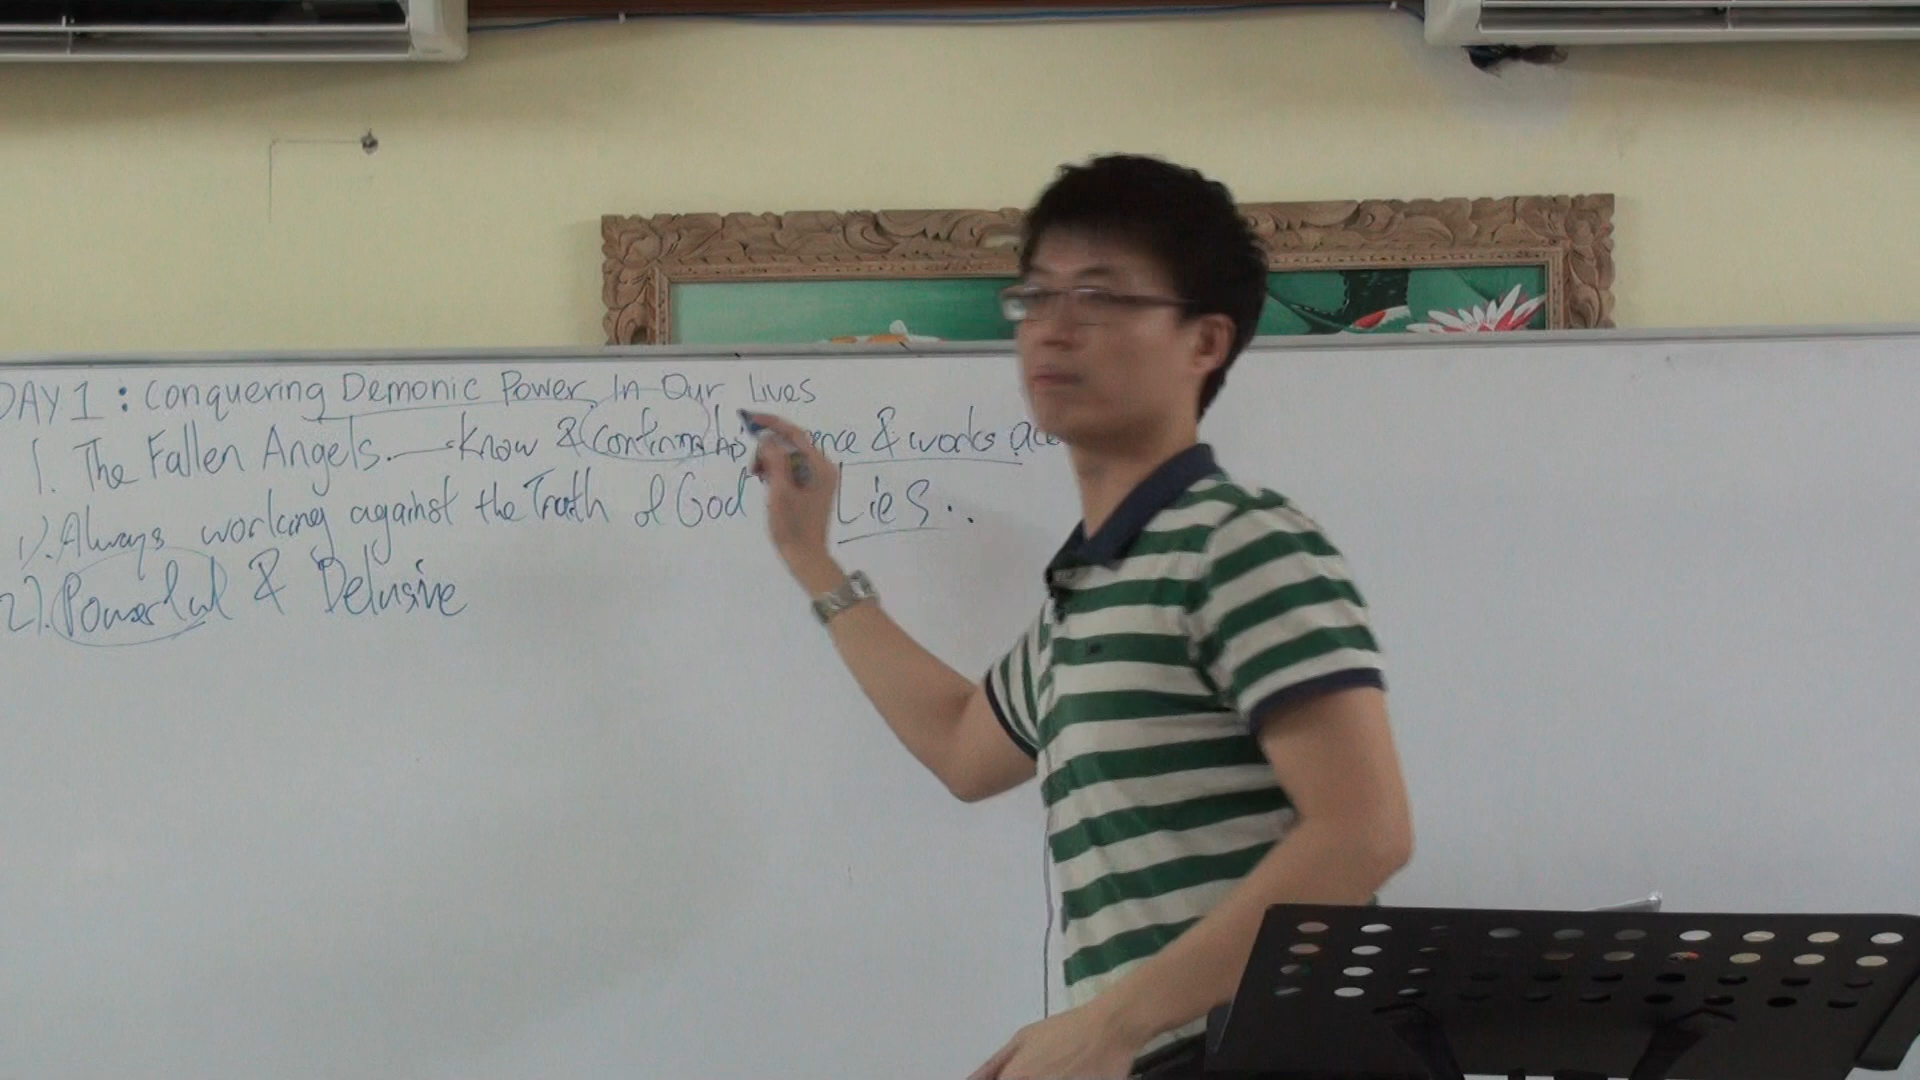 DAY 1 : Conquering Demonic Power In Our Lives
1. The Fallen Angels. — Know & Confirm his & works
1). Always working against the Truth of God Lies..
2). Powerful & Delusive